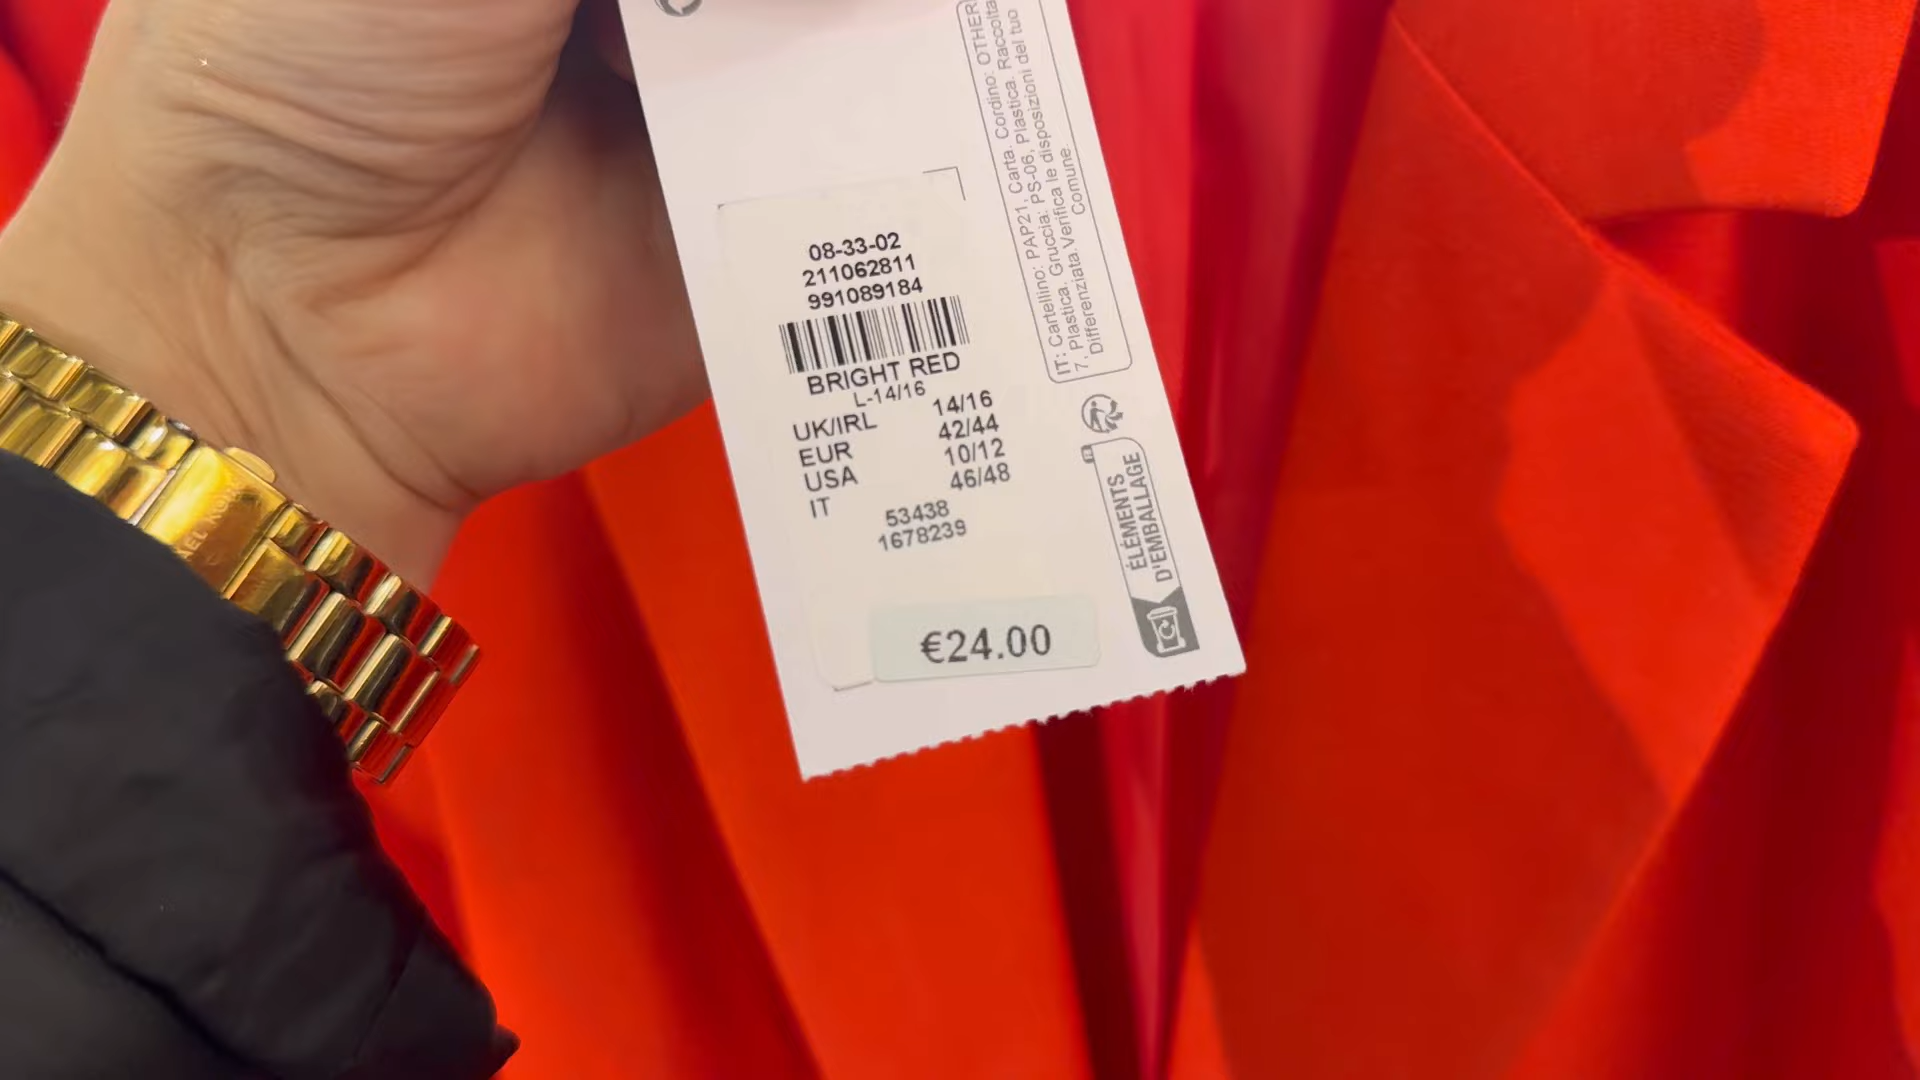 08-33-02
211062811
991089184
BRIGHT RED
L-14/16
UK/IRL 14/16
EUR 42/44
USA 10/12
IT 46/48
53438
1678239
€24.00
IT: Cartellino: PAP21, Carta. Cordino: OTHER
7, Plastica. Gruccia: PS-06, Plastica. Raccolta
Differenziata.Verifica le disposizioni del tuo
Comune.
FR
ÉLÉMENTS
D'EMBALLAGE